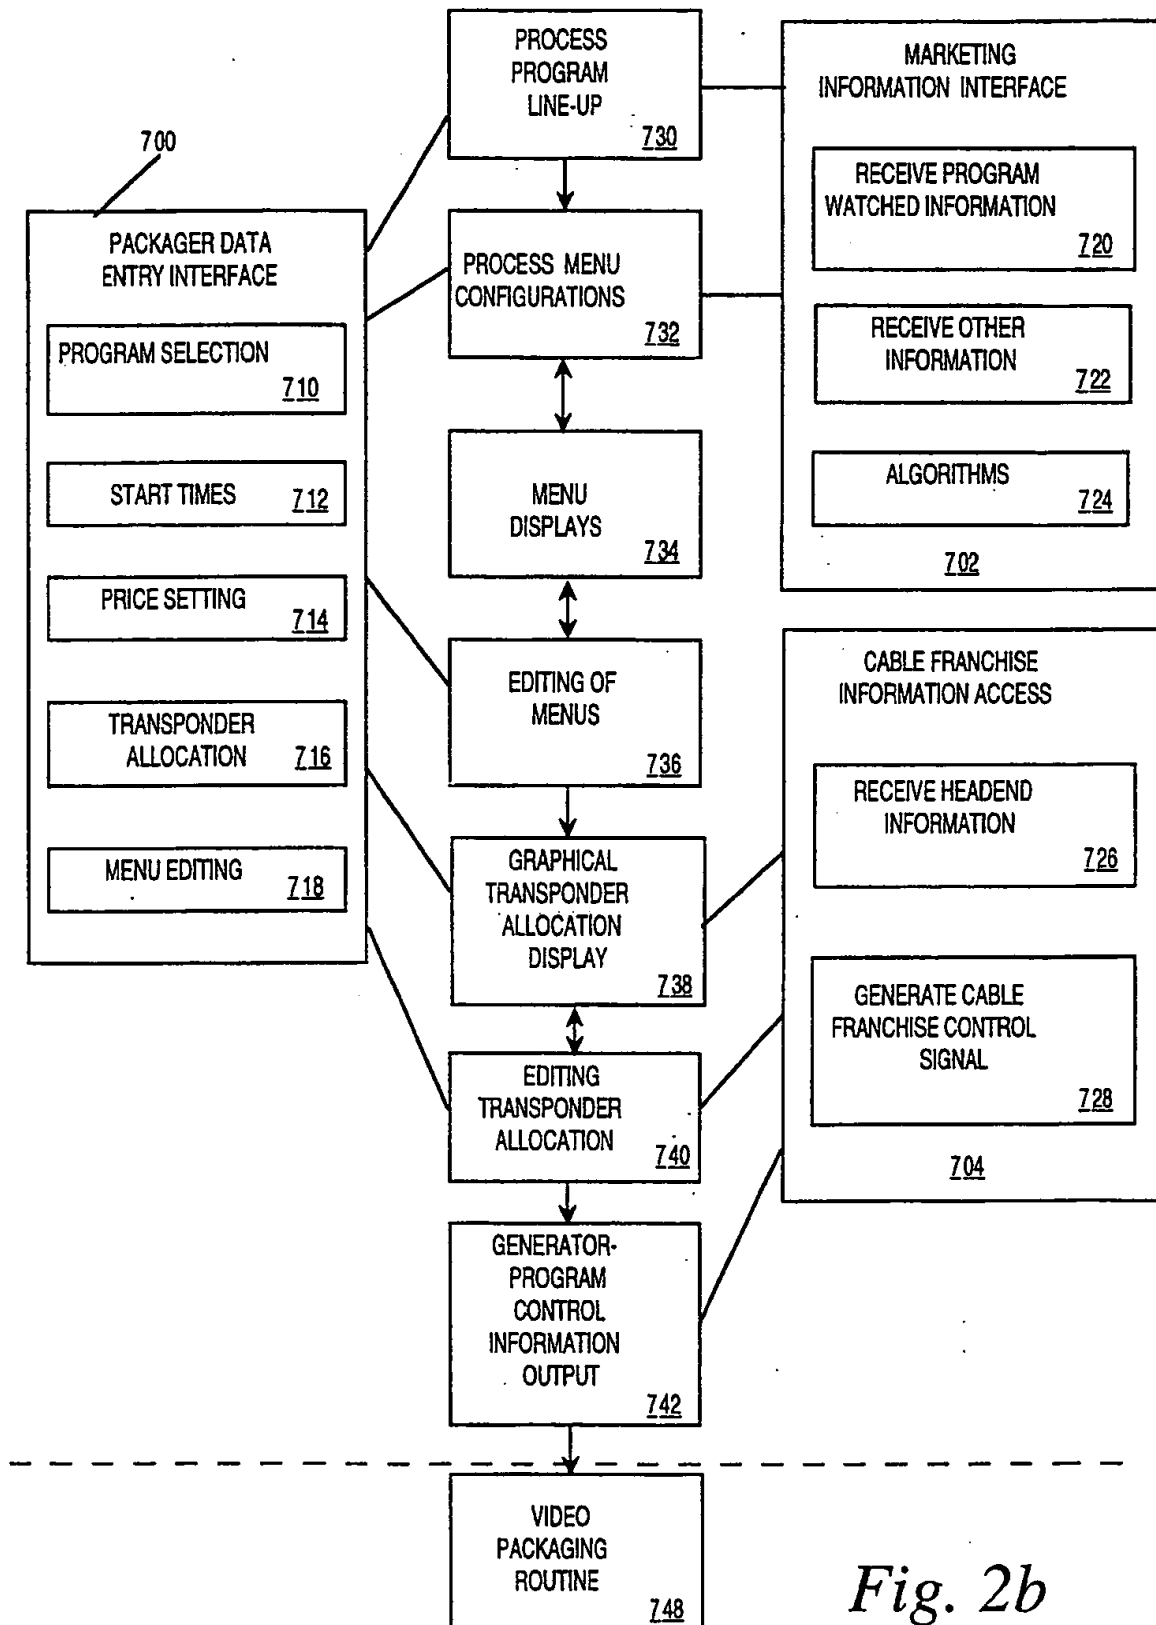 700
PACKAGER DATA
ENTRY INTERFACE
PROGRAM SELECTION
710
START TIMES 712
PRICE SETTING
714
TRANSPONDER
ALLOCATION 716
MENU EDITING 718
PROCESS
PROGRAM
LINE-UP
730
PROCESS MENU
CONFIGURATIONS
732
MENU
DISPLAYS
734
EDITING OF
MENUS
736
GRAPHICAL
TRANSPONDER
ALLOCATION
DISPLAY
738
EDITING
TRANSPONDER
ALLOCATION
740
GENERATOR-
PROGRAM
CONTROL
INFORMATION
OUTPUT
742
VIDEO
PACKAGING
ROUTINE
748
MARKETING
INFORMATION INTERFACE
RECEIVE PROGRAM
WATCHED INFORMATION
720
RECEIVE OTHER
INFORMATION
722
ALGORITHMS
724
702
CABLE FRANCHISE
INFORMATION ACCESS
RECEIVE HEADEND
INFORMATION
726
GENERATE CABLE
FRANCHISE CONTROL
SIGNAL
728
704
Fig. 2b